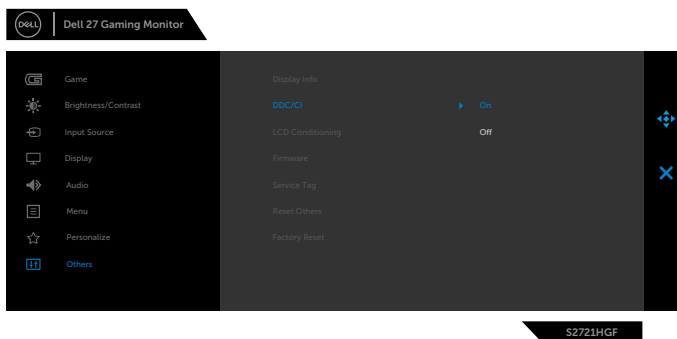 DELL
Dell 27 Gaming Monitor
Game
Display Info
Brightness/Contrast
DDC/CI
On
Input Source
LCD Conditioning
Off
Display
Firmware
Audio
Service Tag
Menu
Reset Others
Personalize
Factory Reset
Others
S2721HGF